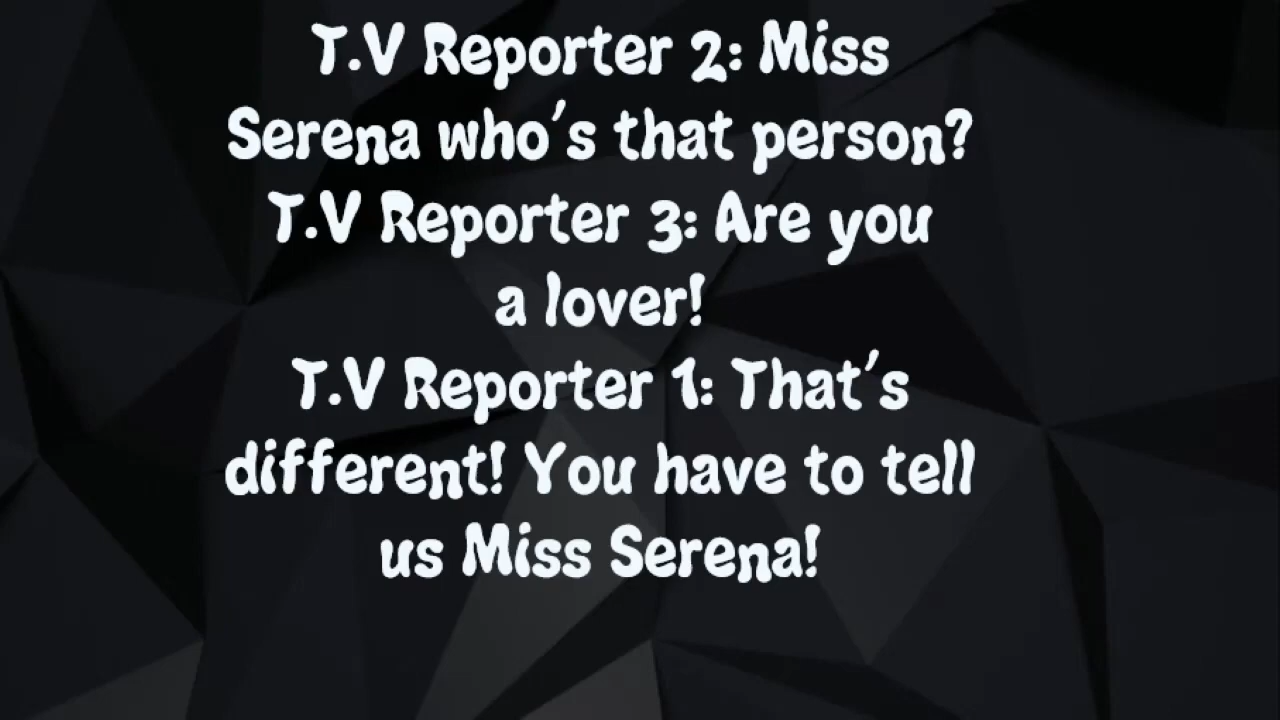 T.V Reporter 2: Miss
Serena who's that person?
T.V Reporter 3: Are you
a lover!
T.V Reporter 1: That's
different! You have to tell
us Miss Serena!